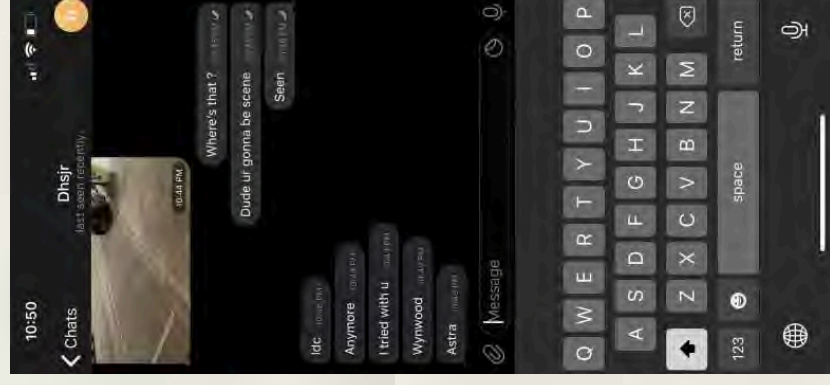 10:50
Chats
Dhsjr
last seen recently
10:44 PM
Where's that ?
Dude ur gonna be scene
Seen
Idc
Anymore
I tried with u
Wynwood
Astra
Message
Q W E R T Y U I O P
A S D F G H J K L
Z X C V B N M
123 space return